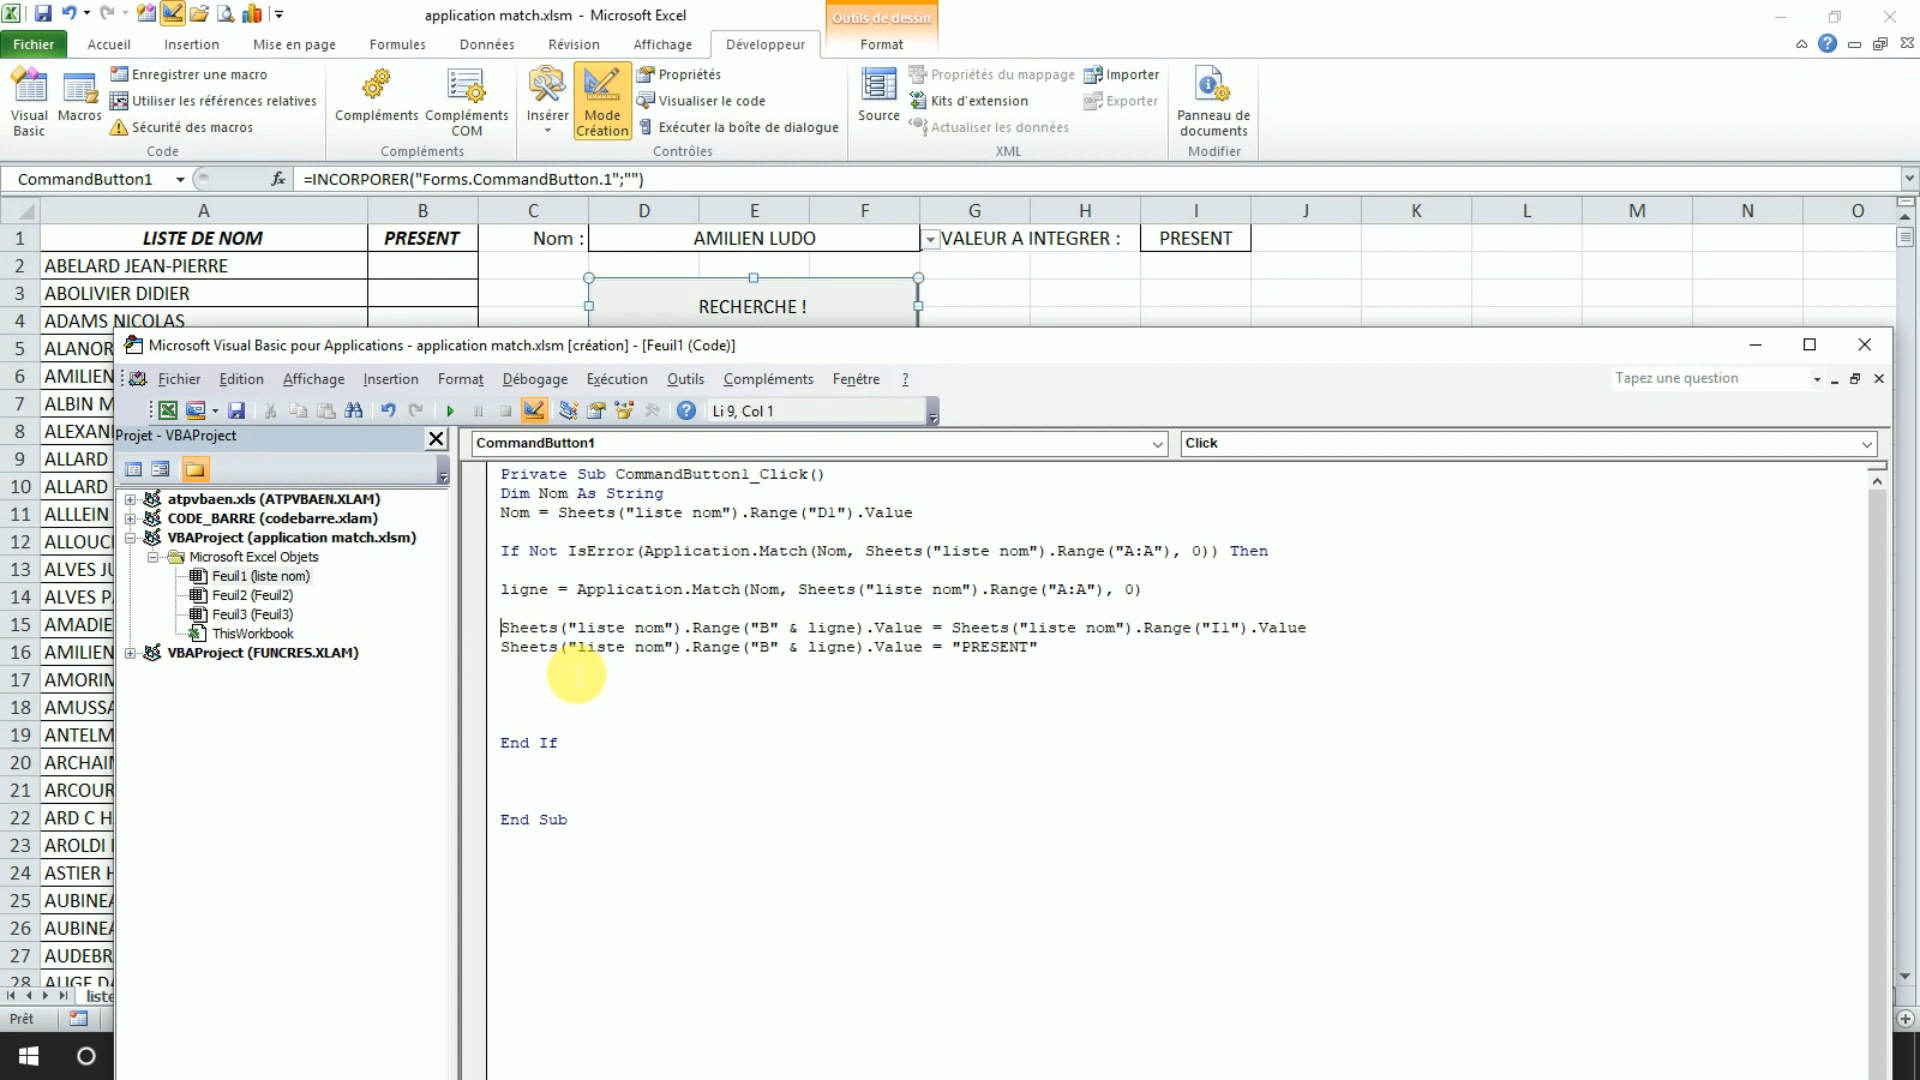 application match.xlsm - Microsoft Excel
Outils de dessin
Fichier Accueil Insertion Mise en page Formules Données Révision Affichage Développeur Format
Visual Basic
Macros
Enregistrer une macro
Utiliser les références relatives
Sécurité des macros
Code
Compléments
Compléments COM
Compléments
Insérer
Mode Création
Propriétés
Visualiser le code
Exécuter la boîte de dialogue
Contrôles
Source
Propriétés du mappage
Kits d'extension
Actualiser les données
Importer
Exporter
XML
Panneau de documents
Modifier
CommandButton1 fx =INCORPORER("Forms.CommandButton.1";"")
A B C D E F G H I J K L M N O
1 LISTE DE NOM PRESENT Nom : AMILIEN LUDO VALEUR A INTEGRER : PRESENT
2 ABELARD JEAN-PIERRE
3 ABOLIVIER DIDIER RECHERCHE !
4 ADAMS NICOLAS
5 ALANOR
6 AMILIEN
7 ALBIN M
8 ALEXAN
9 ALLARD
10 ALLARD
11 ALLLEIN
12 ALLOUC
13 ALVES JU
14 ALVES P
15 AMADIE
16 AMILIEN
17 AMORIM
18 AMUSSA
19 ANTELM
20 ARCHAI
21 ARCOUR
22 ARD C H
23 AROLDI
24 ASTIER H
25 AUBINEA
26 AUBINEA
27 AUDEBR
28 AUGE DA
liste
Prêt
Microsoft Visual Basic pour Applications - application match.xlsm [création] - [Feuil1 (Code)]
Fichier Edition Affichage Insertion Format Débogage Exécution Outils Compléments Fenêtre ? Tapez une question
Li 9, Col 1
Projet - VBAProject
atpvbaen.xls (ATPVBAEN.XLAM)
CODE_BARRE (codebarre.xlam)
VBAProject (application match.xlsm)
Microsoft Excel Objets
Feuil1 (liste nom)
Feuil2 (Feuil2)
Feuil3 (Feuil3)
ThisWorkbook
VBAProject (FUNCRES.XLAM)
CommandButton1 Click
Private Sub CommandButton1_Click()
Dim Nom As String
Nom = Sheets("liste nom").Range("D1").Value
If Not IsError(Application.Match(Nom, Sheets("liste nom").Range("A:A"), 0)) Then
ligne = Application.Match(Nom, Sheets("liste nom").Range("A:A"), 0)
Sheets("liste nom").Range("B" & ligne).Value = Sheets("liste nom").Range("I1").Value
Sheets("liste nom").Range("B" & ligne).Value = "PRESENT"
End If
End Sub